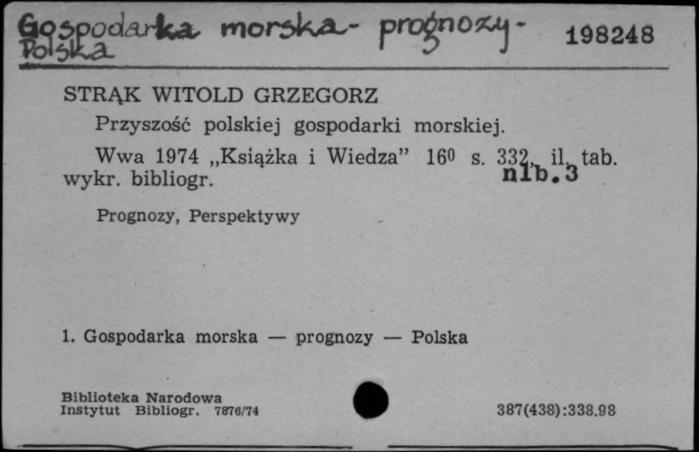 Gospodarka morska - prognozy - 198248
Polska
STRĄK WITOLD GRZEGORZ
Przyszość polskiej gospodarki morskiej.
Wwa 1974 „Książka i Wiedza” 16⁰ s. 332, il. tab.
nlb.3
wykr. bibliogr.
Prognozy, Perspektywy
1. Gospodarka morska — prognozy — Polska
Biblioteka Narodowa
Instytut Bibliogr. 7876/74 387(438):338.98